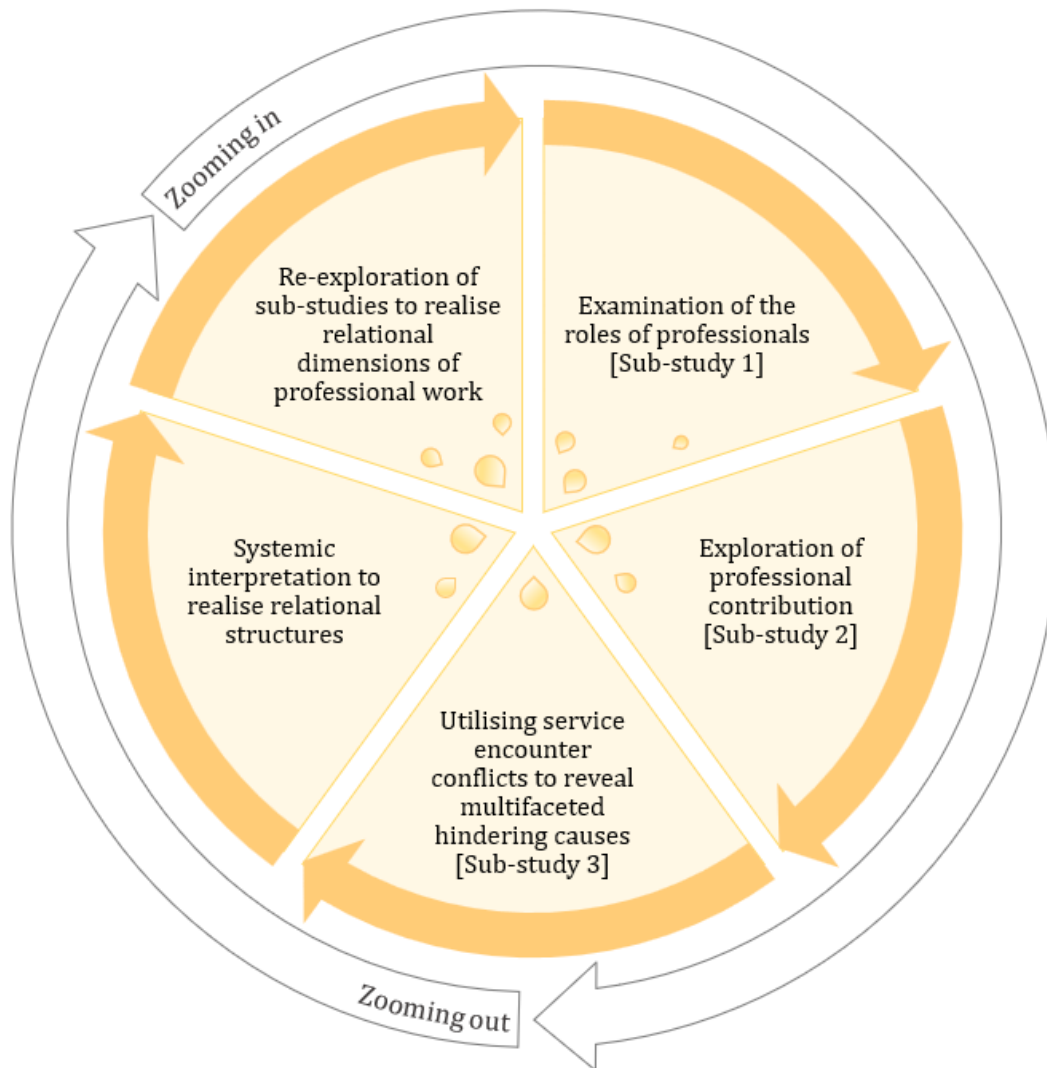 Zooming in
Re-exploration of
sub-studies to realise
relational
dimensions of
professional work
Examination of the
roles of professionals
[Sub-study 1]
Exploration of
professional
contribution
[Sub-study 2]
Utilising service
encounter
conflicts to reveal
multifaceted
hindering causes
[Sub-study 3]
Systemic
interpretation to
realise relational
structures
Zooming out